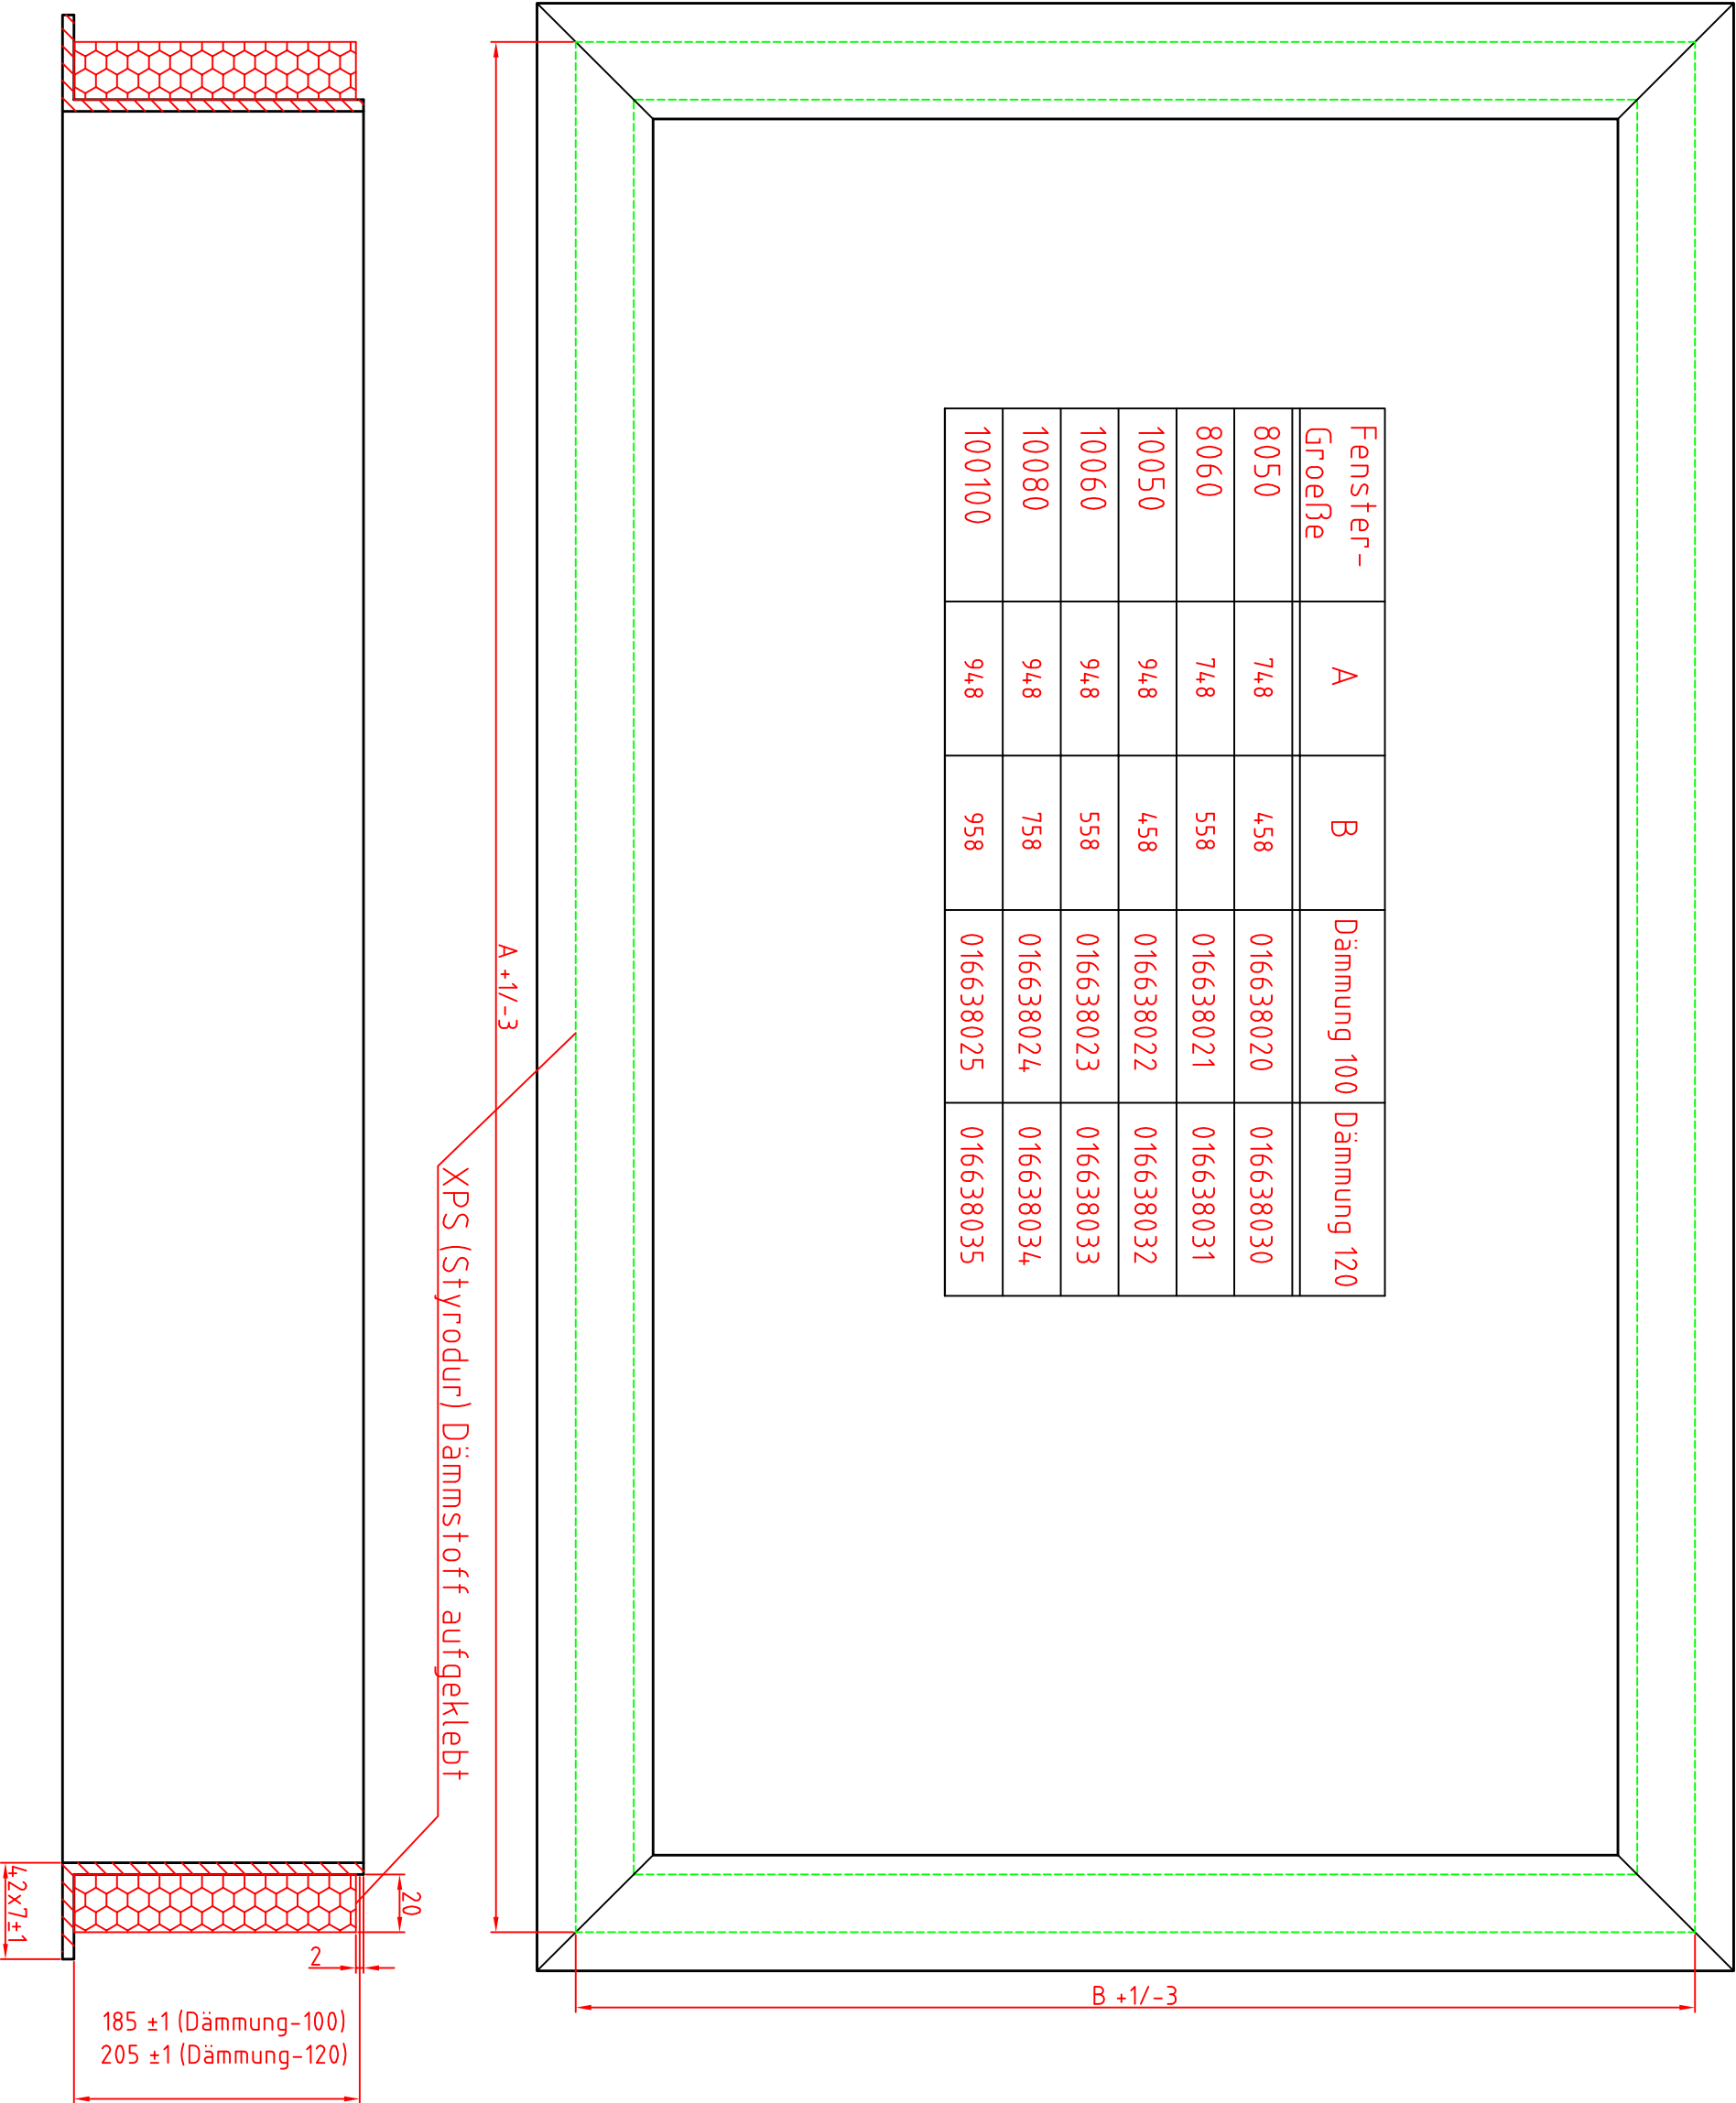 Fenster-
Groeße
A
B
Dämmung 100
Dämmung 120
8050 748 458 016638020 016638030
8060 748 558 016638021 016638031
10050 948 458 016638022 016638032
10060 948 558 016638023 016638033
10080 948 758 016638024 016638034
100100 948 958 016638025 016638035
A +1/-3
XPS (Styrodur) Dämmstoff aufgeklebt
B +1/-3
20
2
42x7±1
185 ±1 (Dämmung-100)
205 ±1 (Dämmung-120)